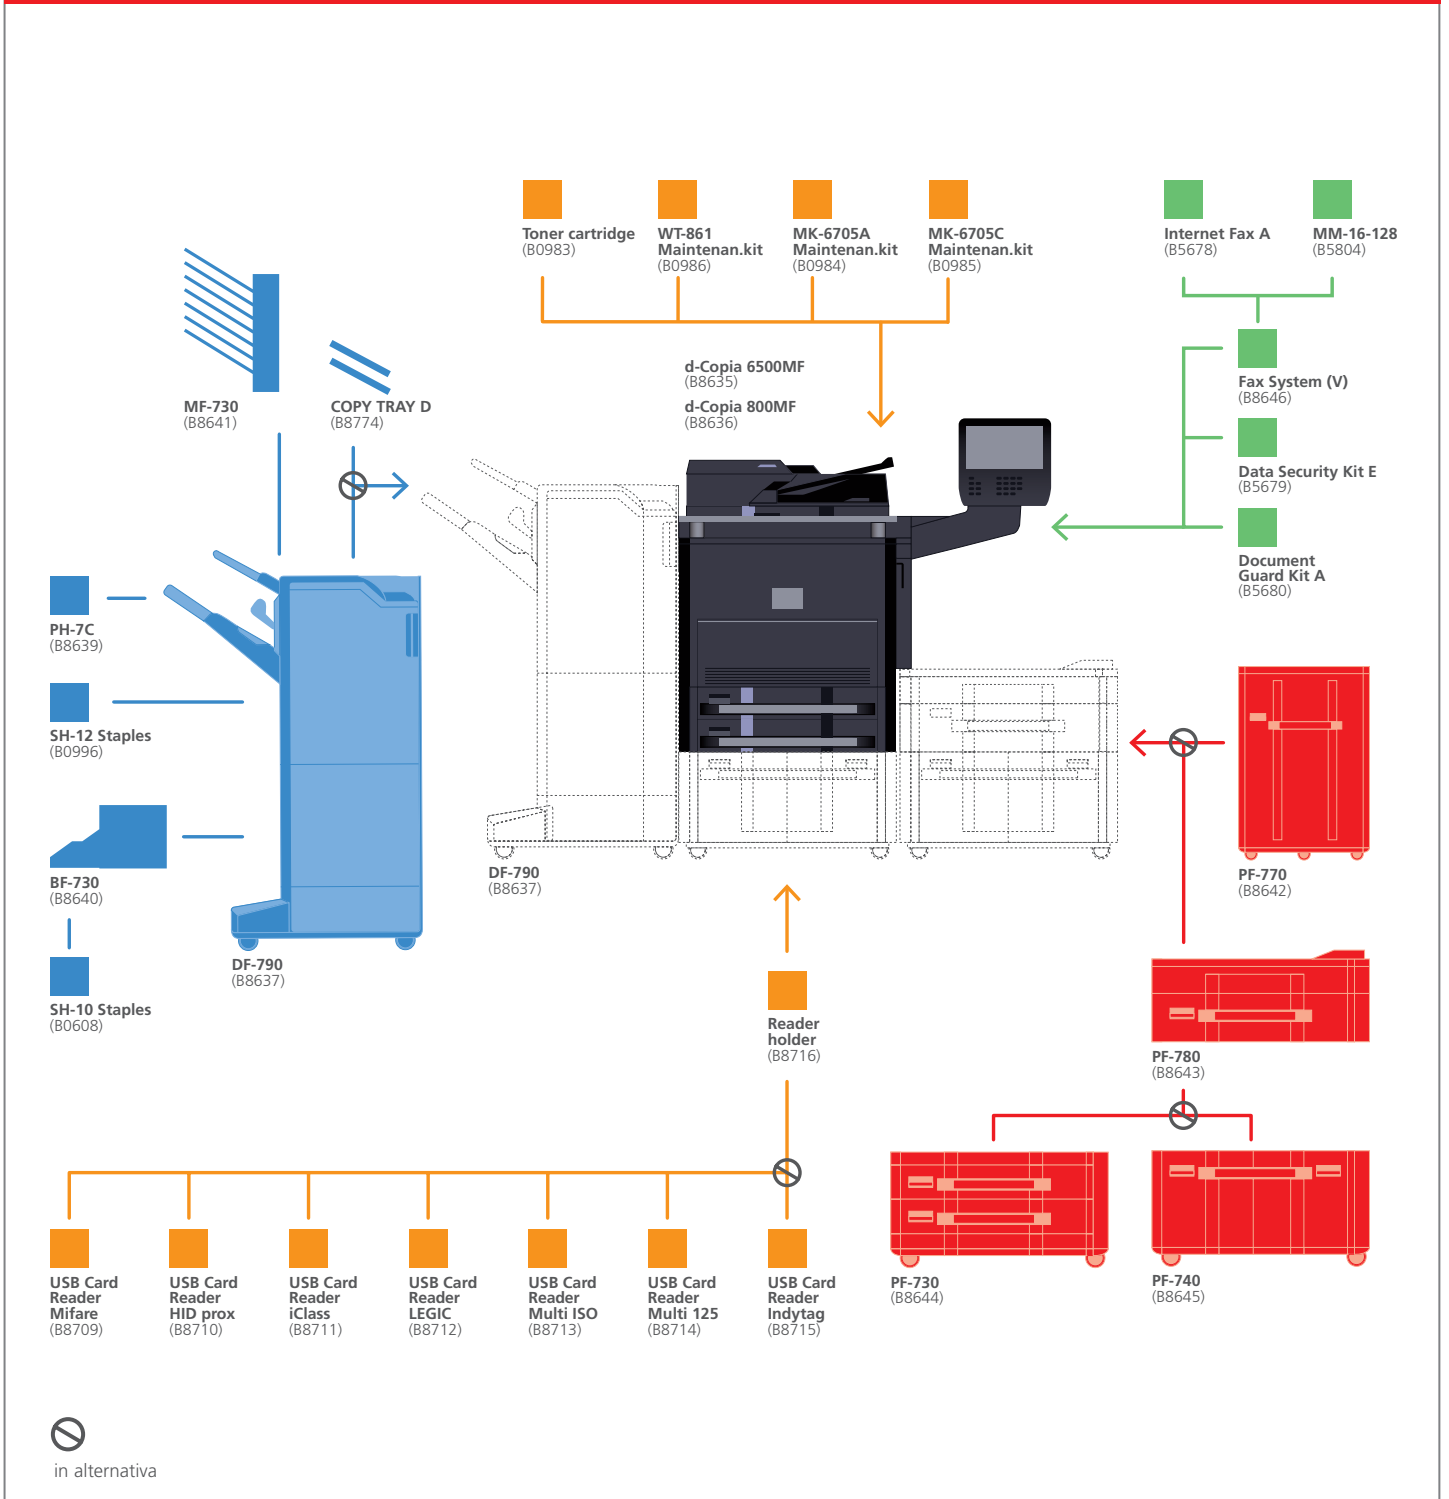 Toner cartridge
(B0983)
WT-861
Maintenan.kit
(B0986)
MK-6705A
Maintenan.kit
(B0984)
MK-6705C
Maintenan.kit
(B0985)
Internet Fax A
(B5678)
MM-16-128
(B5804)
d-Copia 6500MF
(B8635)
d-Copia 800MF
(B8636)
Fax System (V)
(B8646)
Data Security Kit E
(B5679)
Document
Guard Kit A
(B5680)
MF-730
(B8641)
COPY TRAY D
(B8774)
PH-7C
(B8639)
SH-12 Staples
(B0996)
BF-730
(B8640)
SH-10 Staples
(B0608)
DF-790
(B8637)
DF-790
(B8637)
PF-770
(B8642)
Reader
holder
(B8716)
PF-780
(B8643)
PF-730
(B8644)
PF-740
(B8645)
USB Card
Reader
Mifare
(B8709)
USB Card
Reader
HID prox
(B8710)
USB Card
Reader
iClass
(B8711)
USB Card
Reader
LEGIC
(B8712)
USB Card
Reader
Multi ISO
(B8713)
USB Card
Reader
Multi 125
(B8714)
USB Card
Reader
Indytag
(B8715)
in alternativa